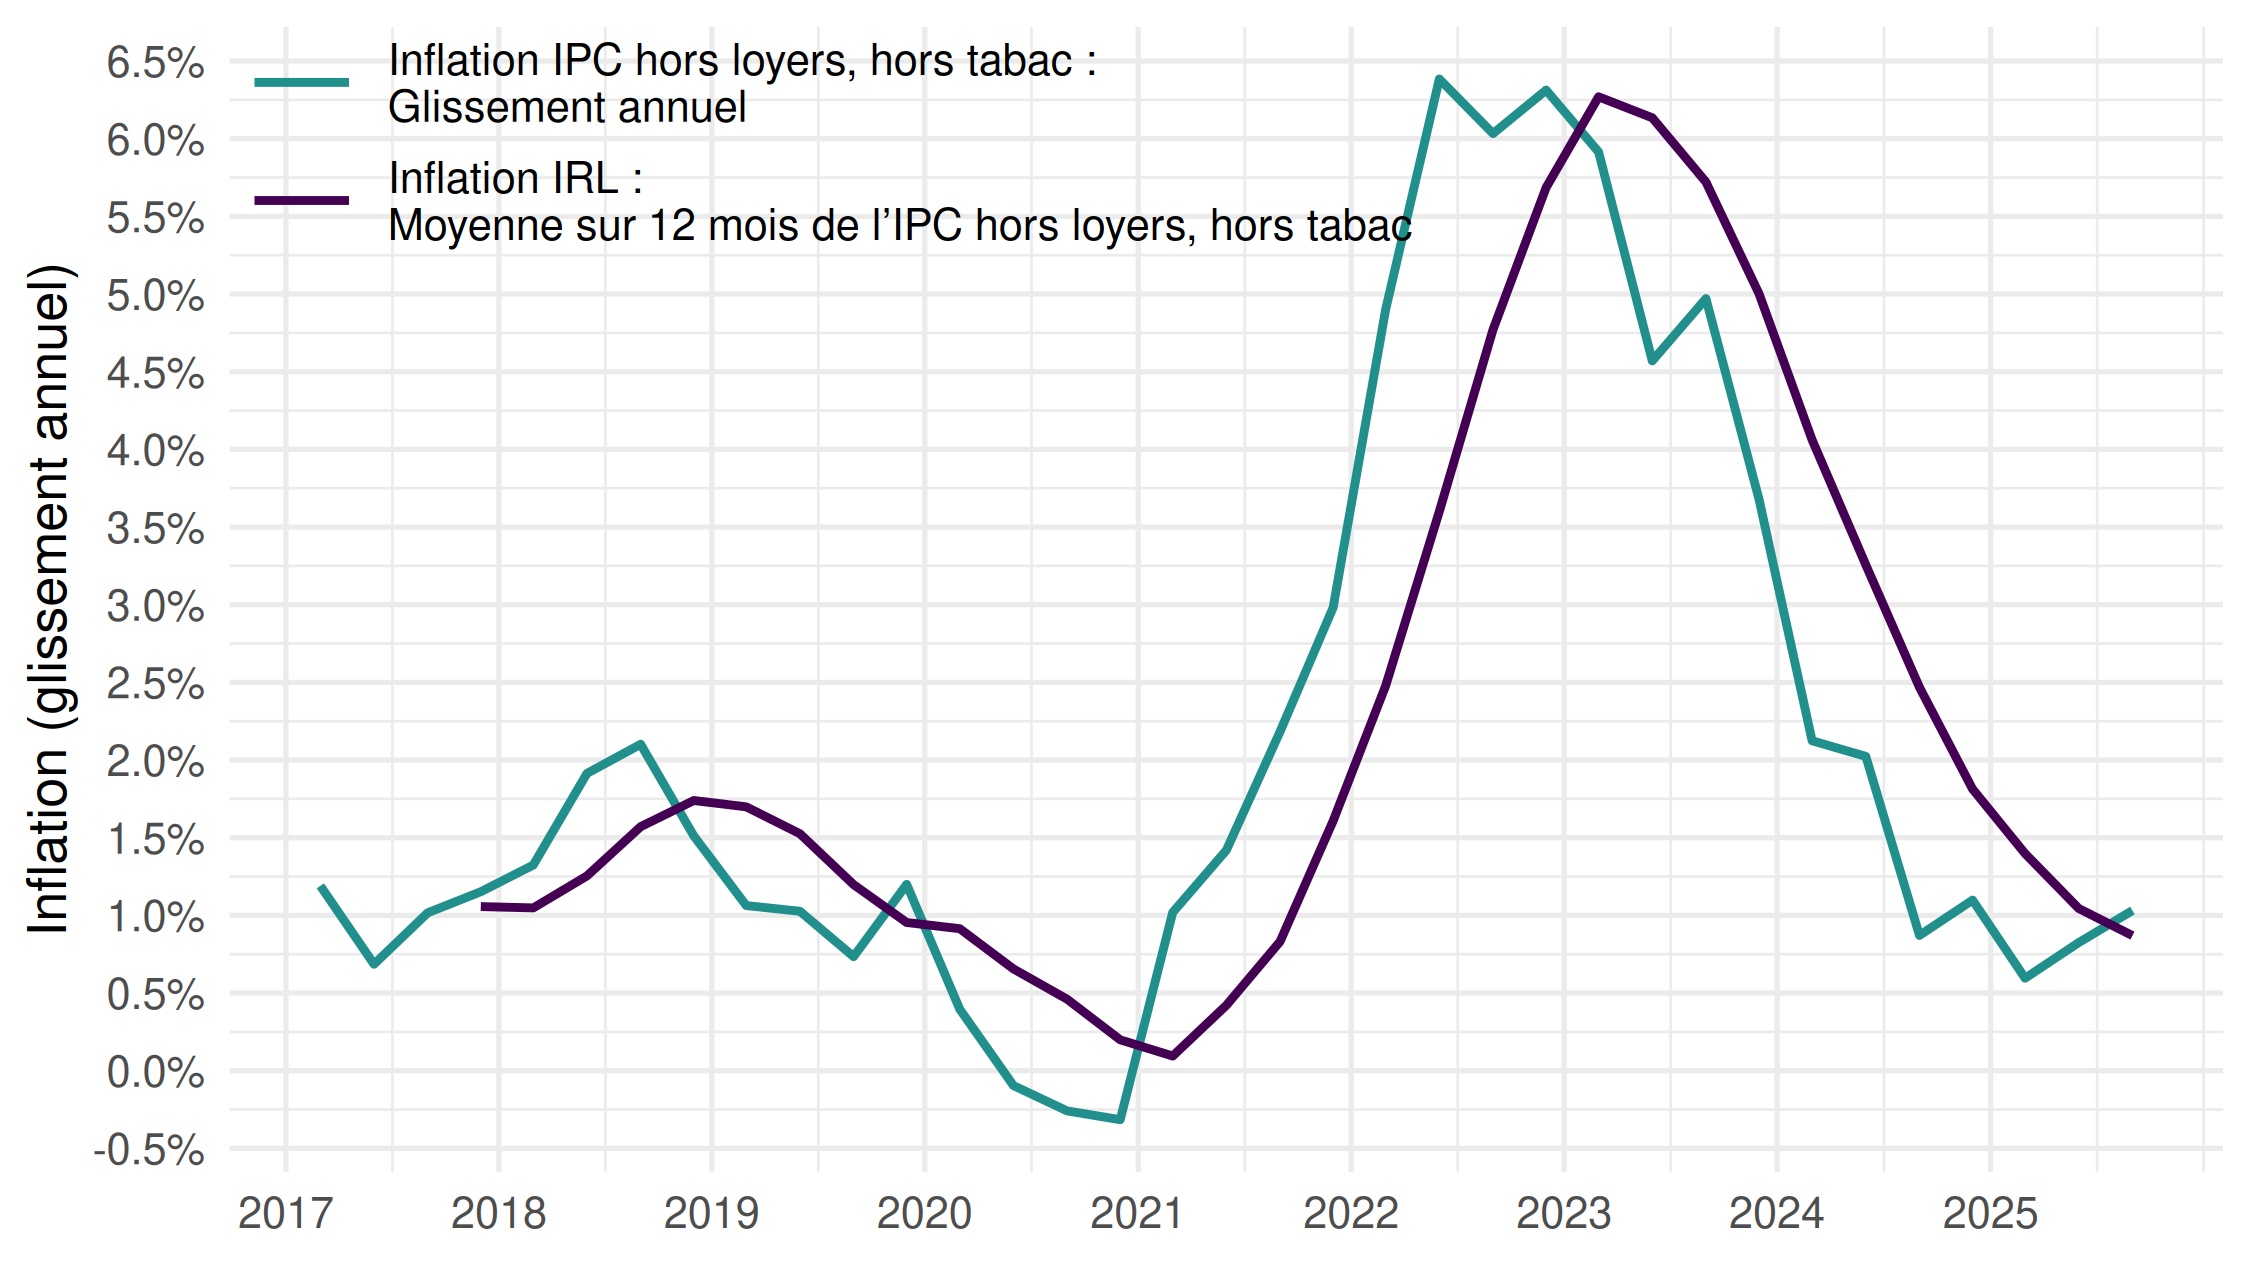 Inflation IPC hors loyers, hors tabac :
Glissement annuel
Inflation IRL :
Moyenne sur 12 mois de l’IPC hors loyers, hors tabac
Inflation (glissement annuel)
6.5%
6.0%
5.5%
5.0%
4.5%
4.0%
3.5%
3.0%
2.5%
2.0%
1.5%
1.0%
0.5%
0.0%
-0.5%
2017 2018 2019 2020 2021 2022 2023 2024 2025